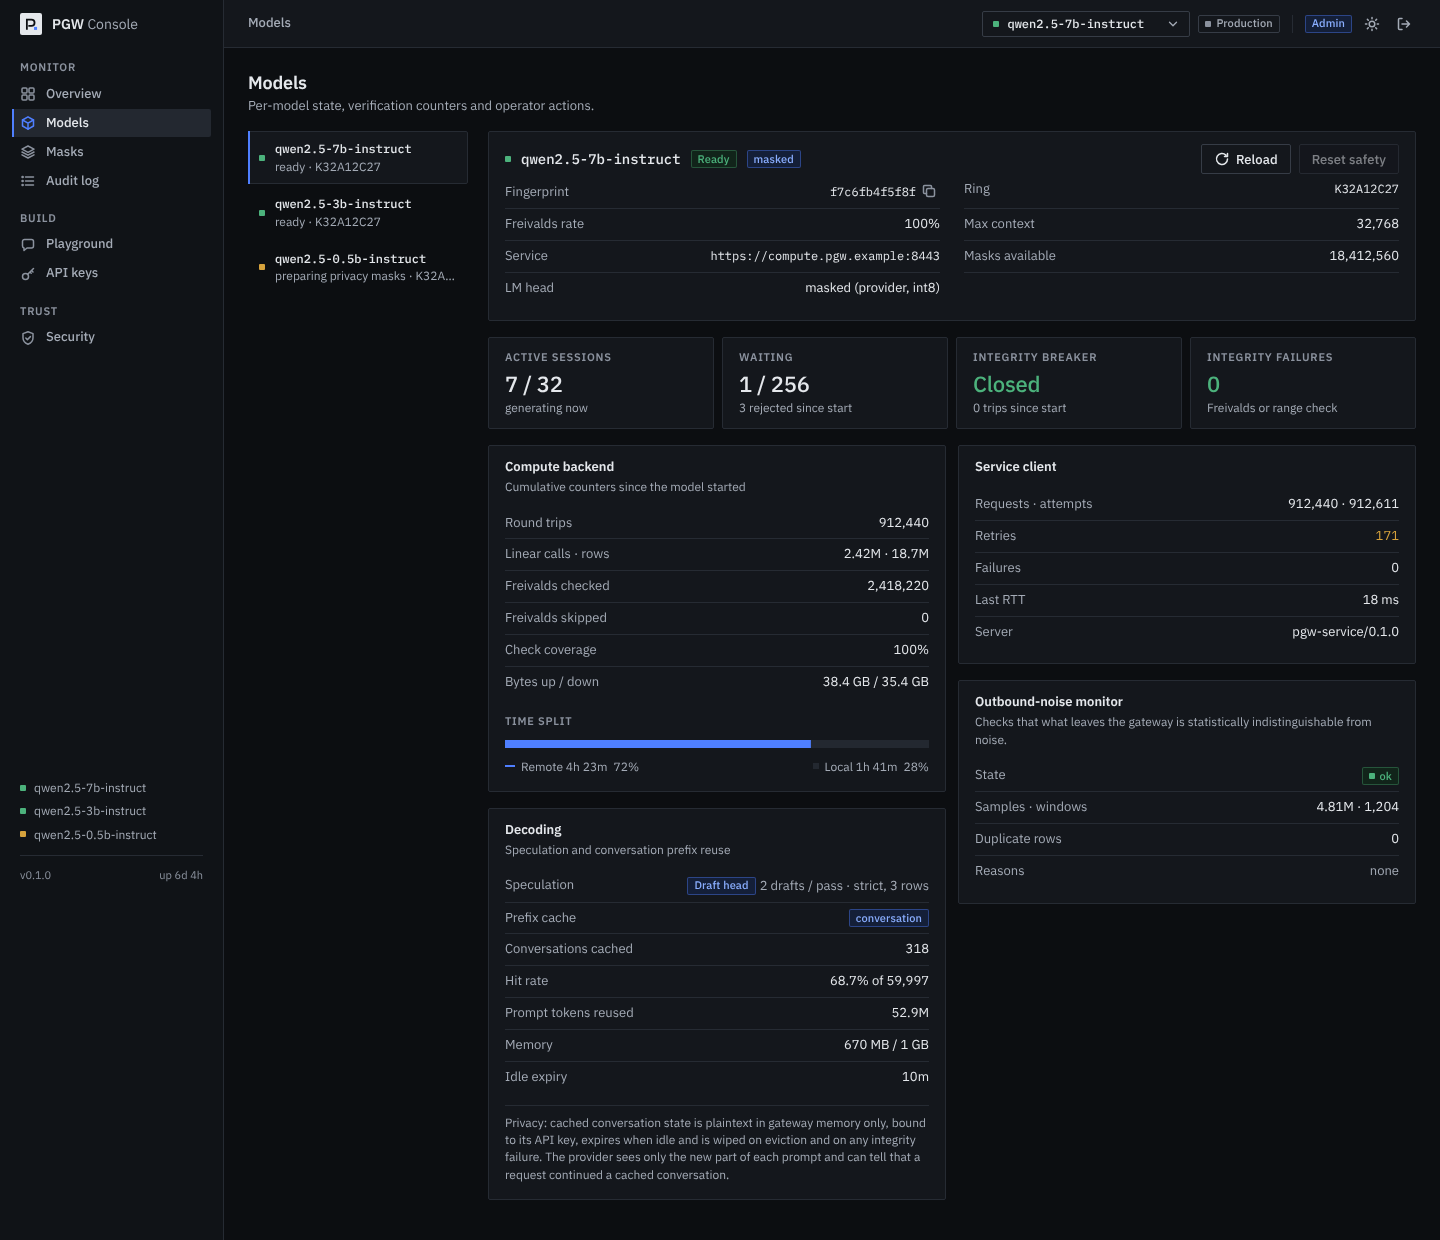 PGW Console
MONITOR
Overview
Models
Masks
Audit log
BUILD
Playground
API keys
TRUST
Security
qwen2.5-7b-instruct
qwen2.5-3b-instruct
qwen2.5-0.5b-instruct
v0.1.0 up 6d 4h
Models
qwen2.5-7b-instruct
Production
Admin
Models
Per-model state, verification counters and operator actions.
qwen2.5-7b-instruct
ready · K32A12C27
qwen2.5-3b-instruct
ready · K32A12C27
qwen2.5-0.5b-instruct
preparing privacy masks · K32A…
qwen2.5-7b-instruct Ready masked
Reload Reset safety
Fingerprint f7c6fb4f5f8f
Ring K32A12C27
Freivalds rate 100%
Max context 32,768
Service https://compute.pgw.example:8443
Masks available 18,412,560
LM head masked (provider, int8)
ACTIVE SESSIONS
7 / 32
generating now
WAITING
1 / 256
3 rejected since start
INTEGRITY BREAKER
Closed
0 trips since start
INTEGRITY FAILURES
0
Freivalds or range check
Compute backend
Cumulative counters since the model started
Round trips 912,440
Linear calls · rows 2.42M · 18.7M
Freivalds checked 2,418,220
Freivalds skipped 0
Check coverage 100%
Bytes up / down 38.4 GB / 35.4 GB
TIME SPLIT
Remote 4h 23m 72%
Local 1h 41m 28%
Decoding
Speculation and conversation prefix reuse
Speculation Draft head 2 drafts / pass · strict, 3 rows
Prefix cache conversation
Conversations cached 318
Hit rate 68.7% of 59,997
Prompt tokens reused 52.9M
Memory 670 MB / 1 GB
Idle expiry 10m
Privacy: cached conversation state is plaintext in gateway memory only, bound
to its API key, expires when idle and is wiped on eviction and on any integrity
failure. The provider sees only the new part of each prompt and can tell that a
request continued a cached conversation.
Service client
Requests · attempts 912,440 · 912,611
Retries 171
Failures 0
Last RTT 18 ms
Server pgw-service/0.1.0
Outbound-noise monitor
Checks that what leaves the gateway is statistically indistinguishable from
noise.
State ok
Samples · windows 4.81M · 1,204
Duplicate rows 0
Reasons none